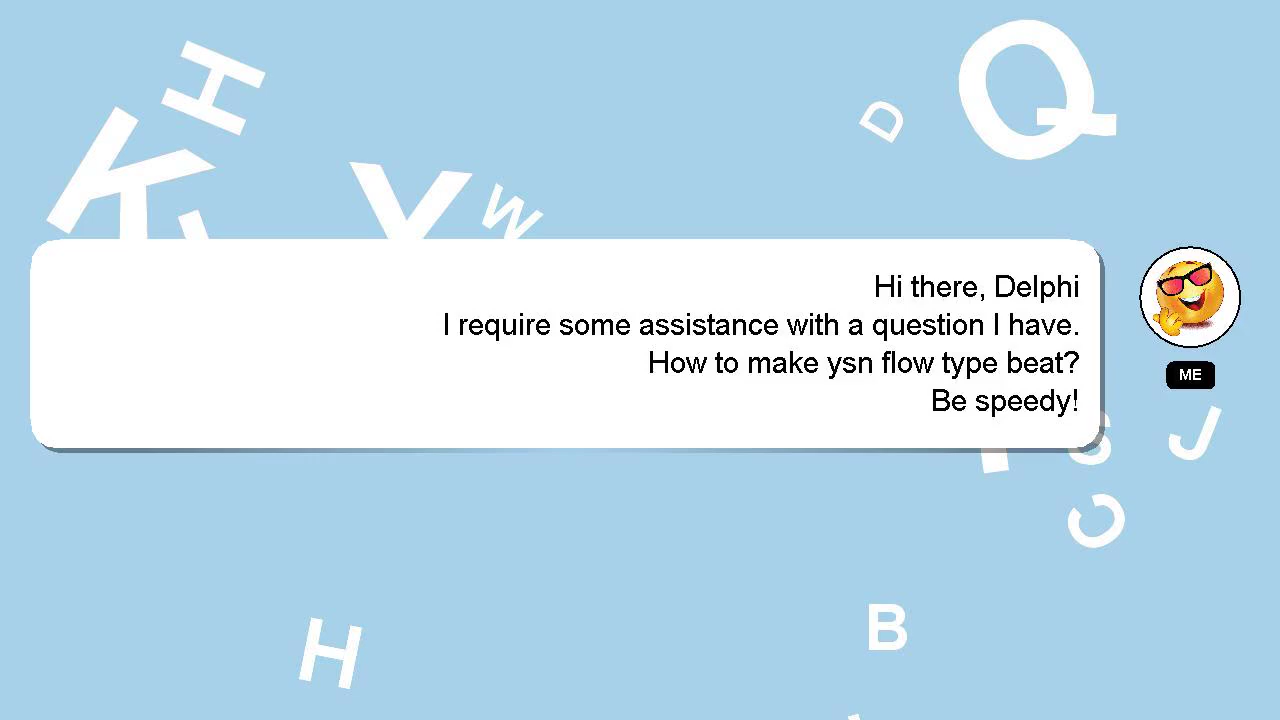 H
K
Y
W
D
Q
Hi there, Delphi
I require some assistance with a question I have.
How to make ysn flow type beat?
Be speedy!
ME
S
J
C
B
H